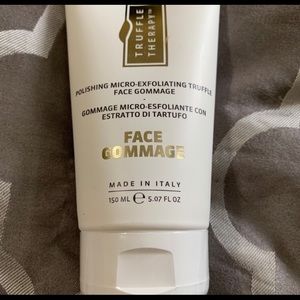 TRUFFLE
THERAPY™
POLISHING MICRO-EXFOLIATING TRUFFLE
FACE GOMMAGE
-
GOMMAGE MICRO-ESFOLIANTE CON
ESTRATTO DI TARTUFO
FACE
GOMMAGE
MADE IN ITALY
150 ML ℮ 5.07 FL OZ